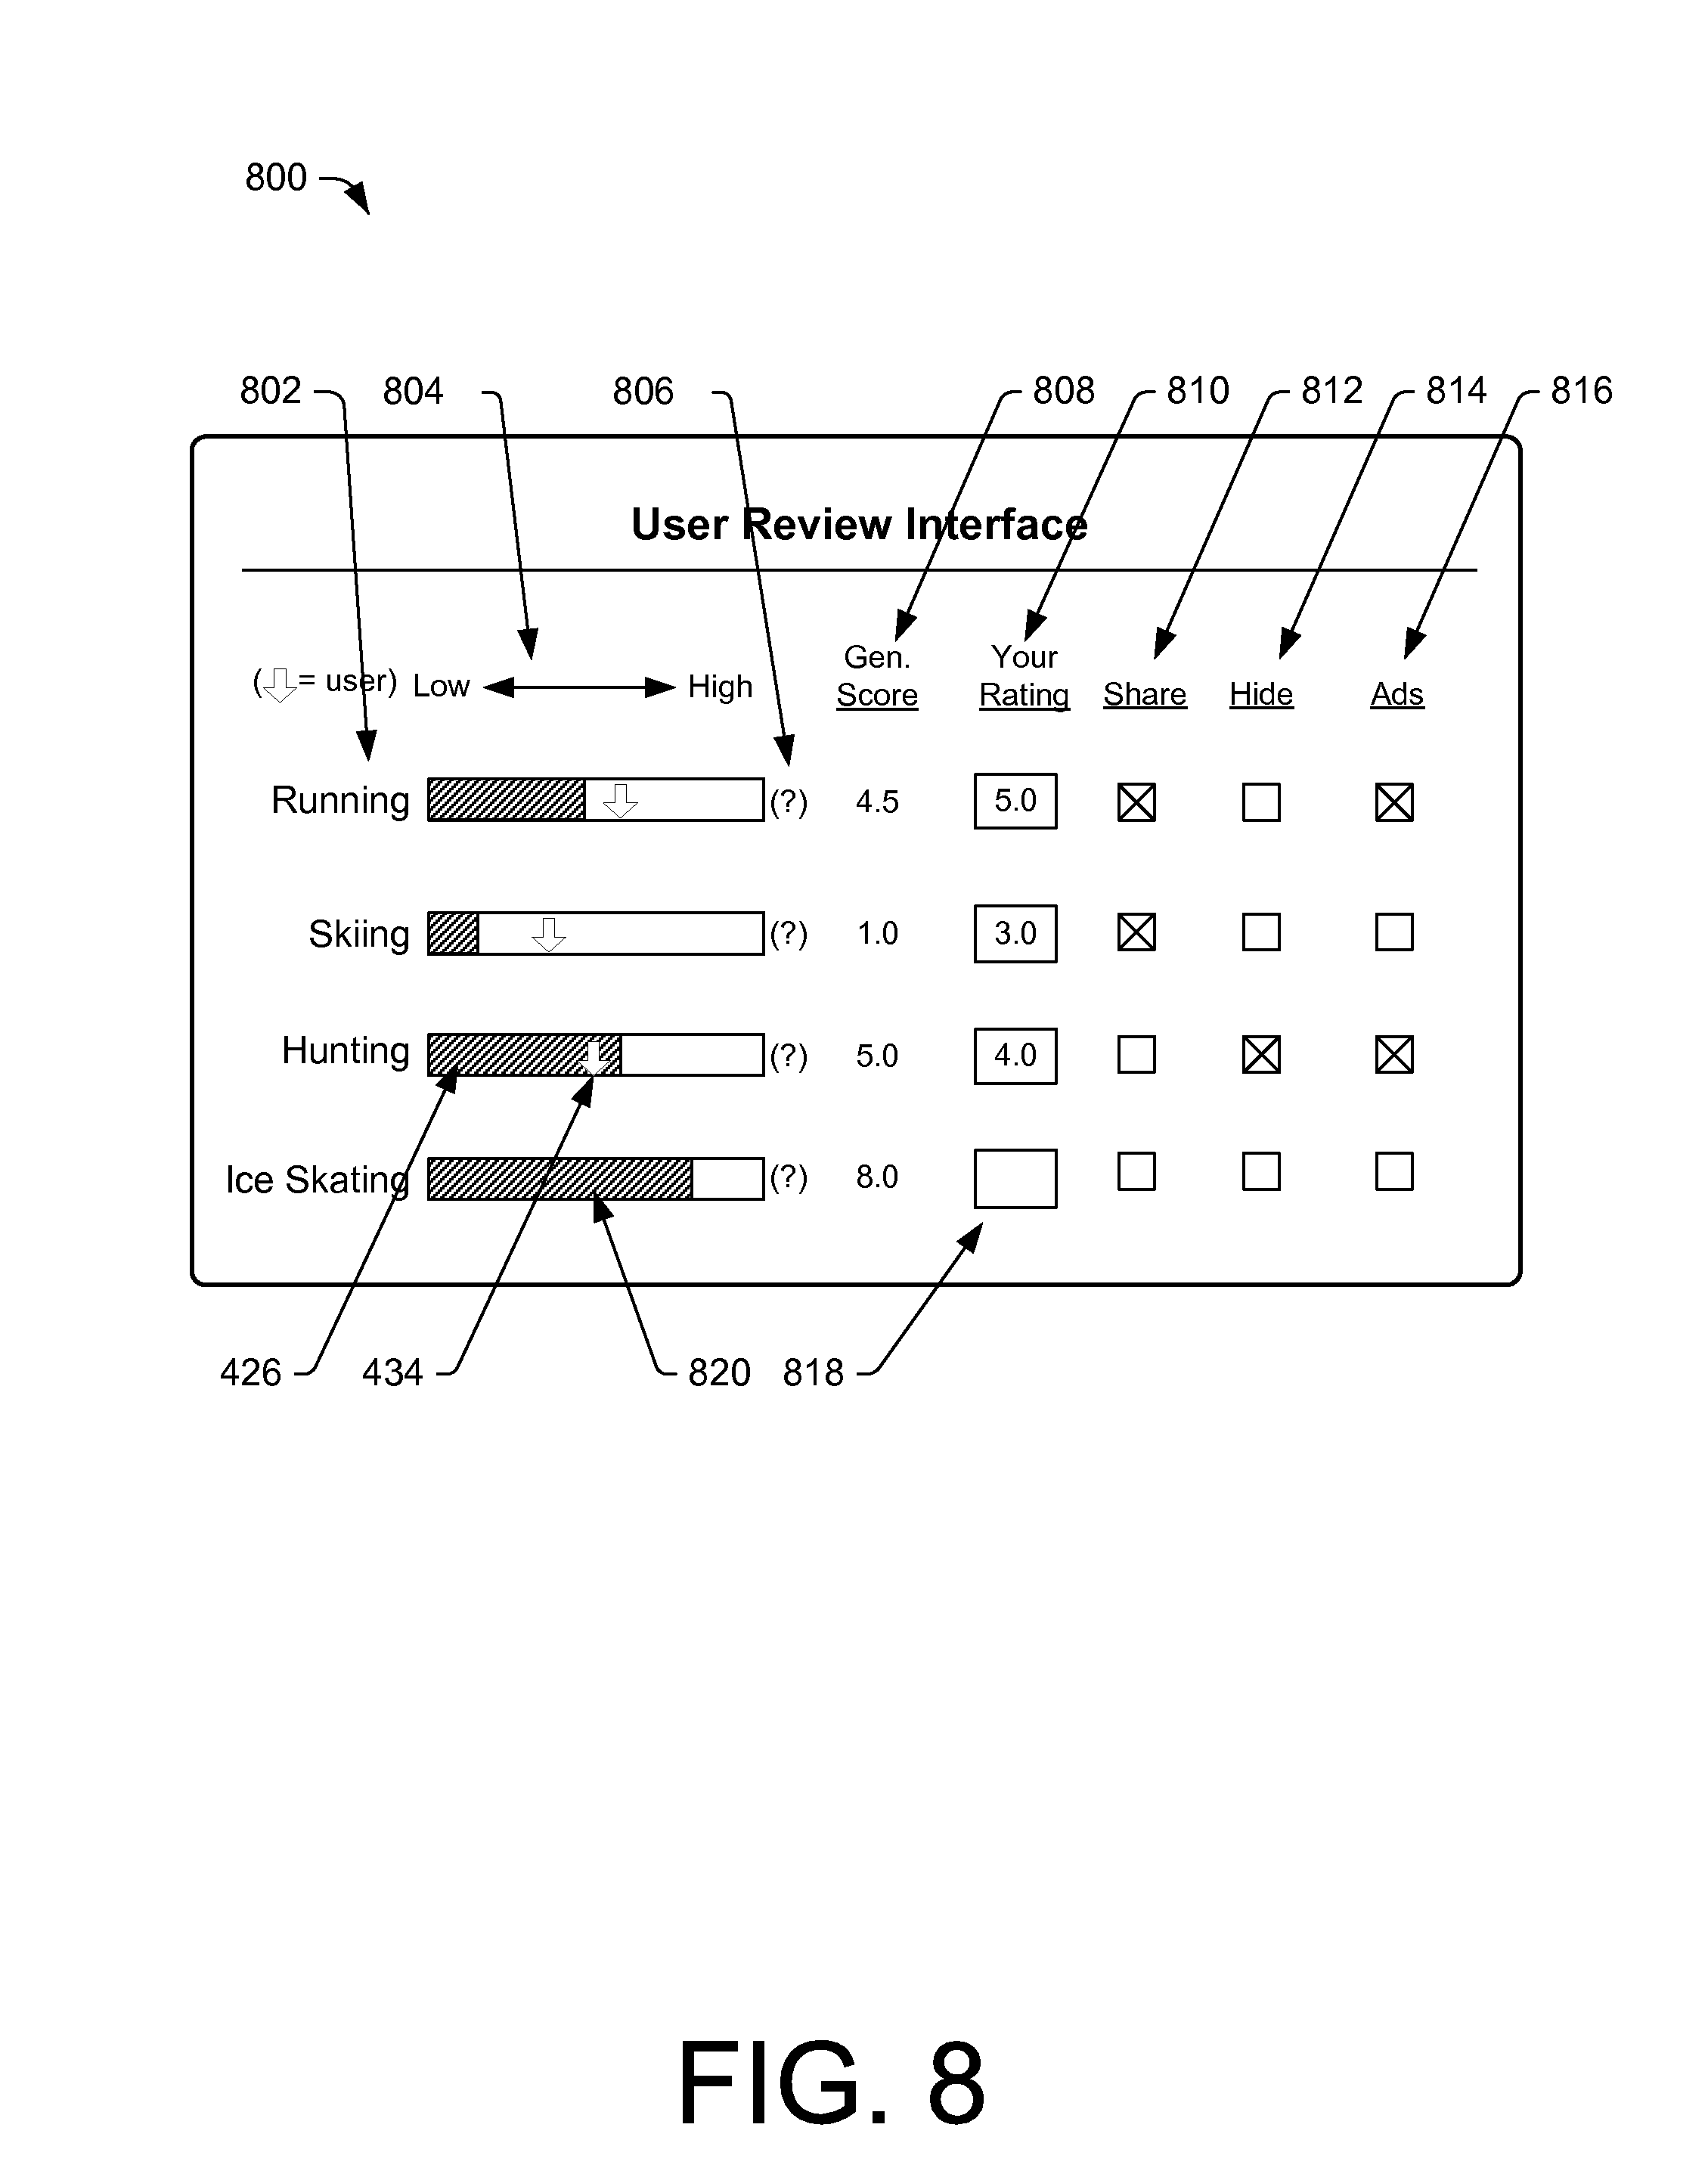 800
802 804 806 808 810 812 814 816
User Review Interface
Gen. Your
(= user) Low High Score Rating Share Hide Ads
Running (?) 4.5 5.0
Skiing (?) 1.0 3.0
Hunting (?) 5.0 4.0
Ice Skating (?) 8.0
426 434 820 818
FIG. 8